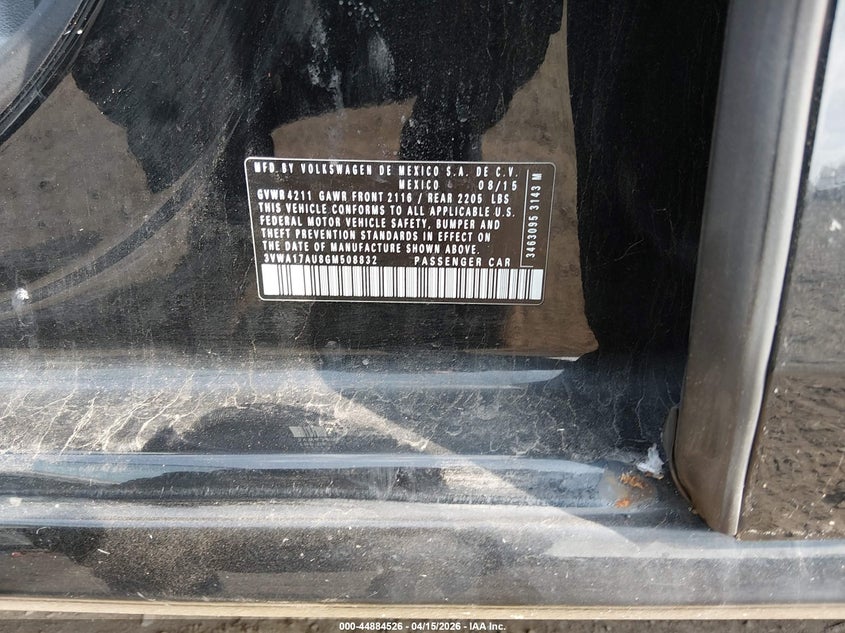 MFD.BY VOLKSWAGEN DE MEXICO S.A. DE C.V.
MEXICO 08/15
GVWR 4211 GAWR FRONT 2116 / REAR 2205 LBS
THIS VEHICLE CONFORMS TO ALL APPLICABLE U.S.
FEDERAL MOTOR VEHICLE SAFETY, BUMPER AND
THEFT PREVENTION STANDARDS IN EFFECT ON
THE DATE OF MANUFACTURE SHOWN ABOVE.
3VWA17AU8GM508832 PASSENGER CAR
3463095 3143 M
000-44884526 - 04/15/2026 - IAA Inc.